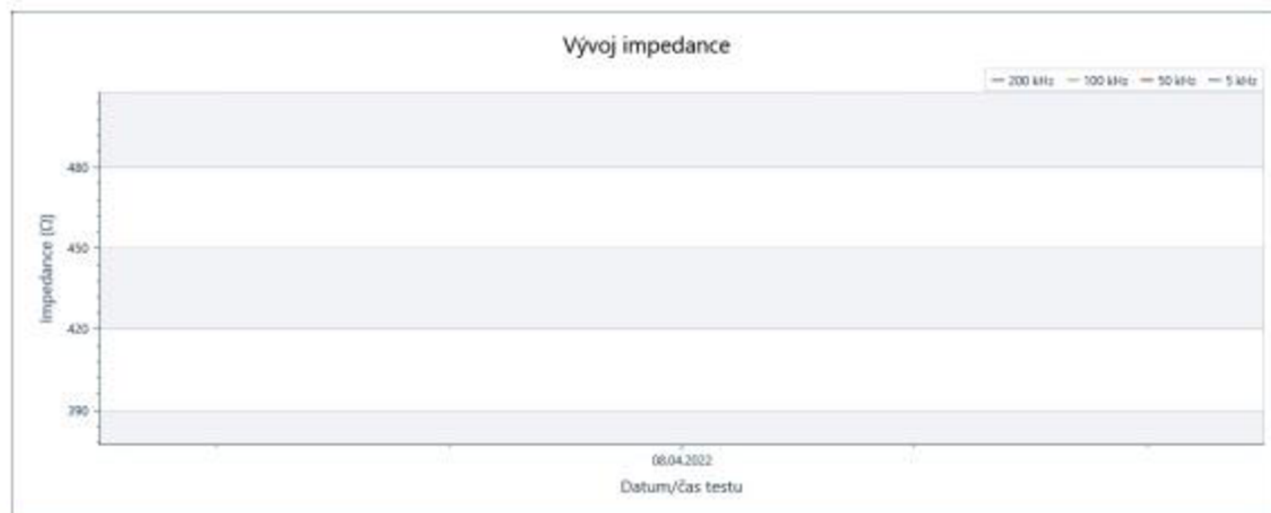 Vývoj impedance
200 kHz 100 kHz 50 kHz 5 kHz
480
450
420
390
Impedance [Ω]
08.04.2022
Datum/čas testu